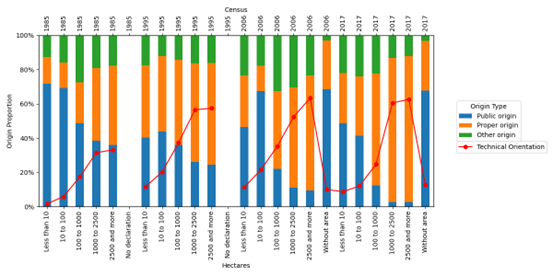 Census
1985 1985 1985 1985 1985 1985 1995 1995 1995 1995 1995 1995 2006 2006 2006 2006 2006 2006 2017 2017 2017 2017 2017 2017
100%
80%
60%
40%
20%
0%
Origin Proportion
Less than 10
10 to 100
100 to 1000
1000 to 2500
2500 and more
No declaration
Less than 10
10 to 100
100 to 1000
1000 to 2500
2500 and more
No declaration
Less than 10
10 to 100
100 to 1000
1000 to 2500
2500 and more
Without area
Less than 10
10 to 100
100 to 1000
1000 to 2500
2500 and more
Without area
Hectares
Origin Type
Public origin
Proper origin
Other origin
Technical Orientation